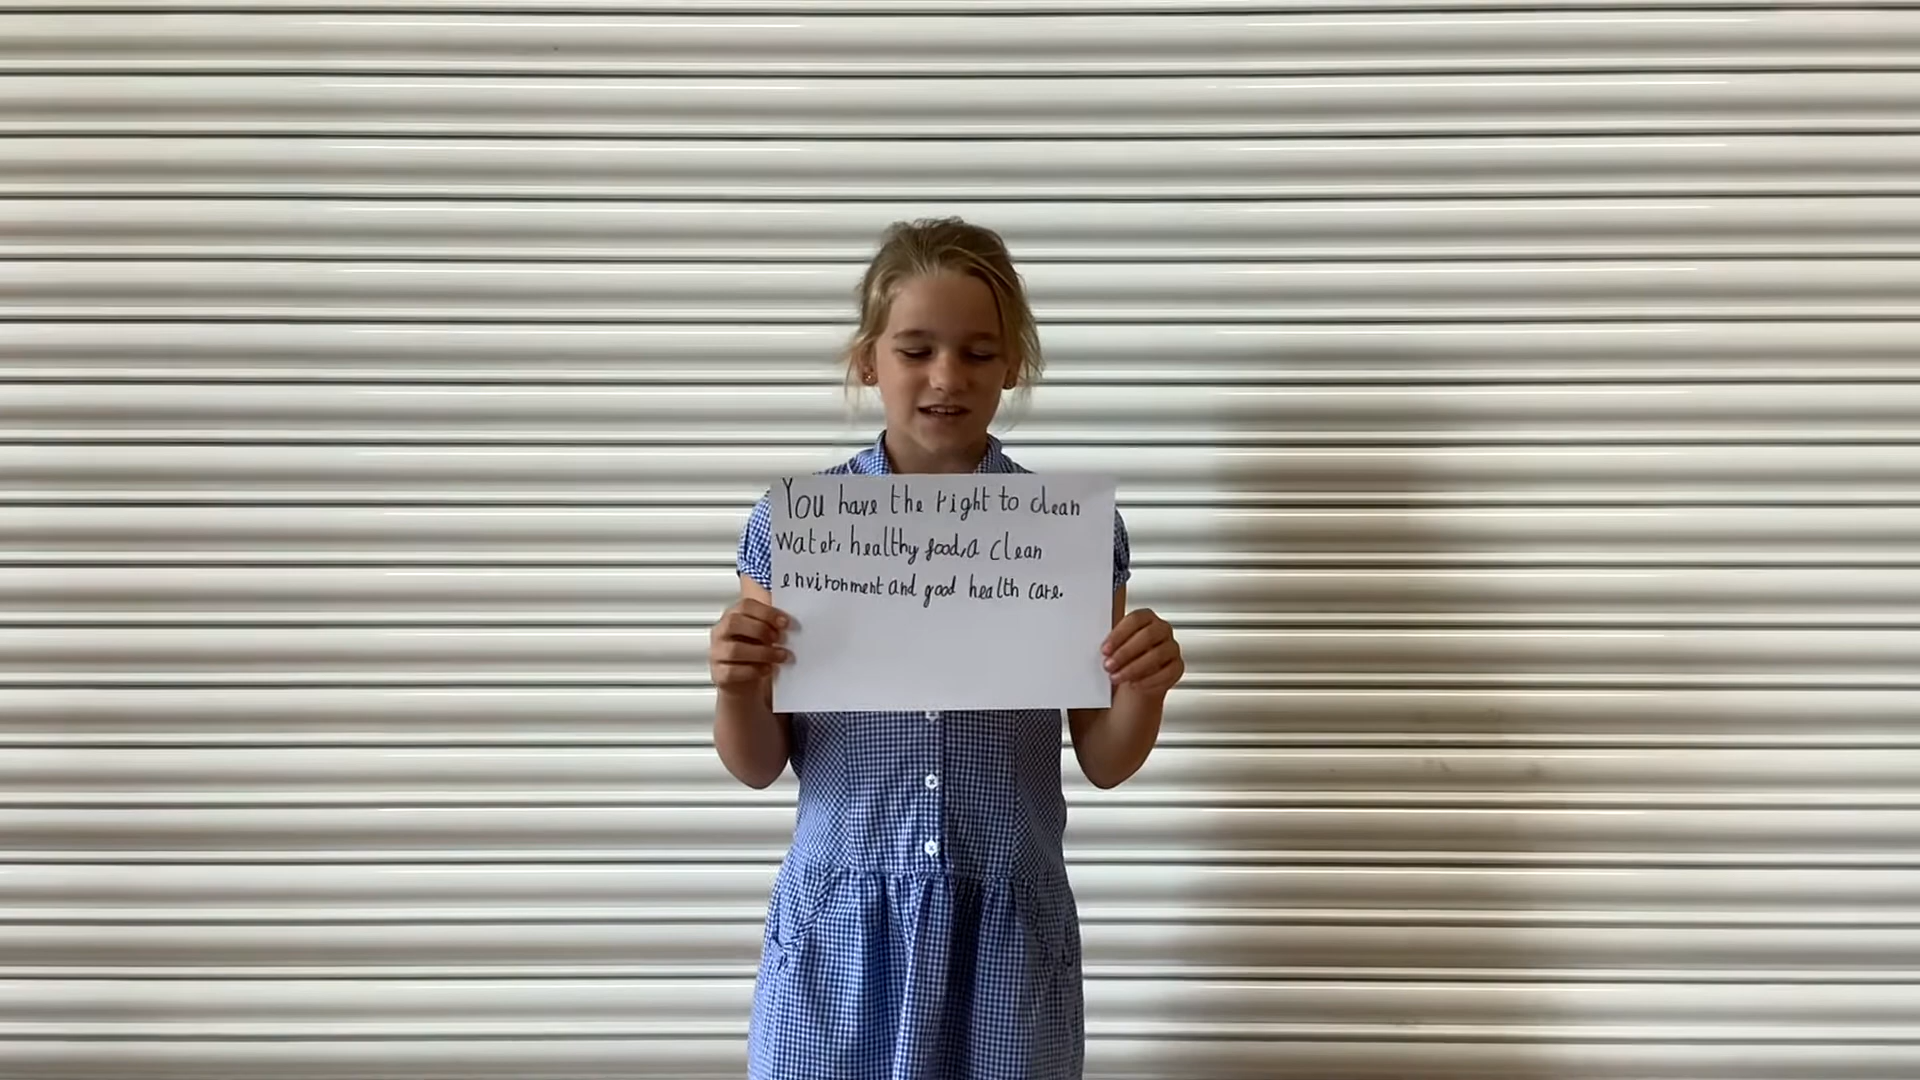 You have the right to clean
water, healthy food, a clean
environment and good health care.